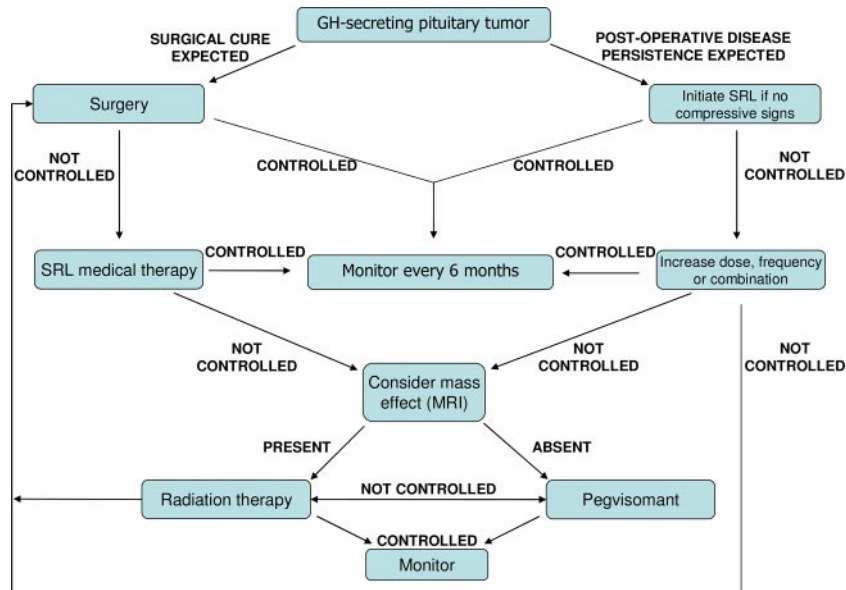 GH-secreting pituitary tumor
SURGICAL CURE
EXPECTED
POST-OPERATIVE DISEASE
PERSISTENCE EXPECTED
Surgery
Initiate SRL if no
compressive signs
NOT
CONTROLLED
CONTROLLED
CONTROLLED
NOT
CONTROLLED
SRL medical therapy
CONTROLLED
Monitor every 6 months
CONTROLLED
Increase dose, frequency
or combination
NOT
CONTROLLED
NOT
CONTROLLED
NOT
CONTROLLED
Consider mass
effect (MRI)
PRESENT
ABSENT
Radiation therapy
NOT CONTROLLED
Pegvisomant
CONTROLLED
Monitor